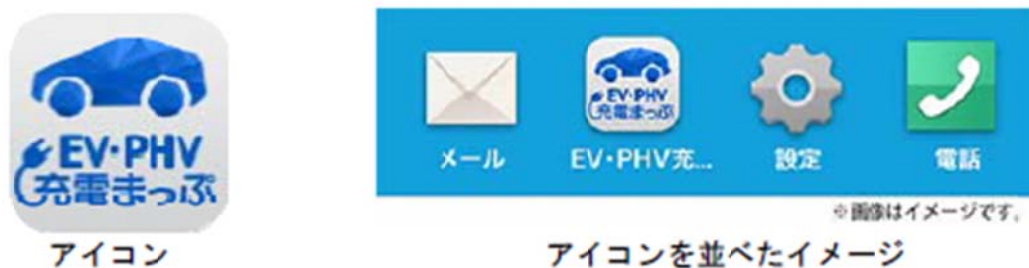 EV・PHV
充電まっぷ
アイコン
EV・PHV
充電まっぷ
メール
EV・PHV充...
設定
電話
※画像はイメージです。
アイコンを並べたイメージ